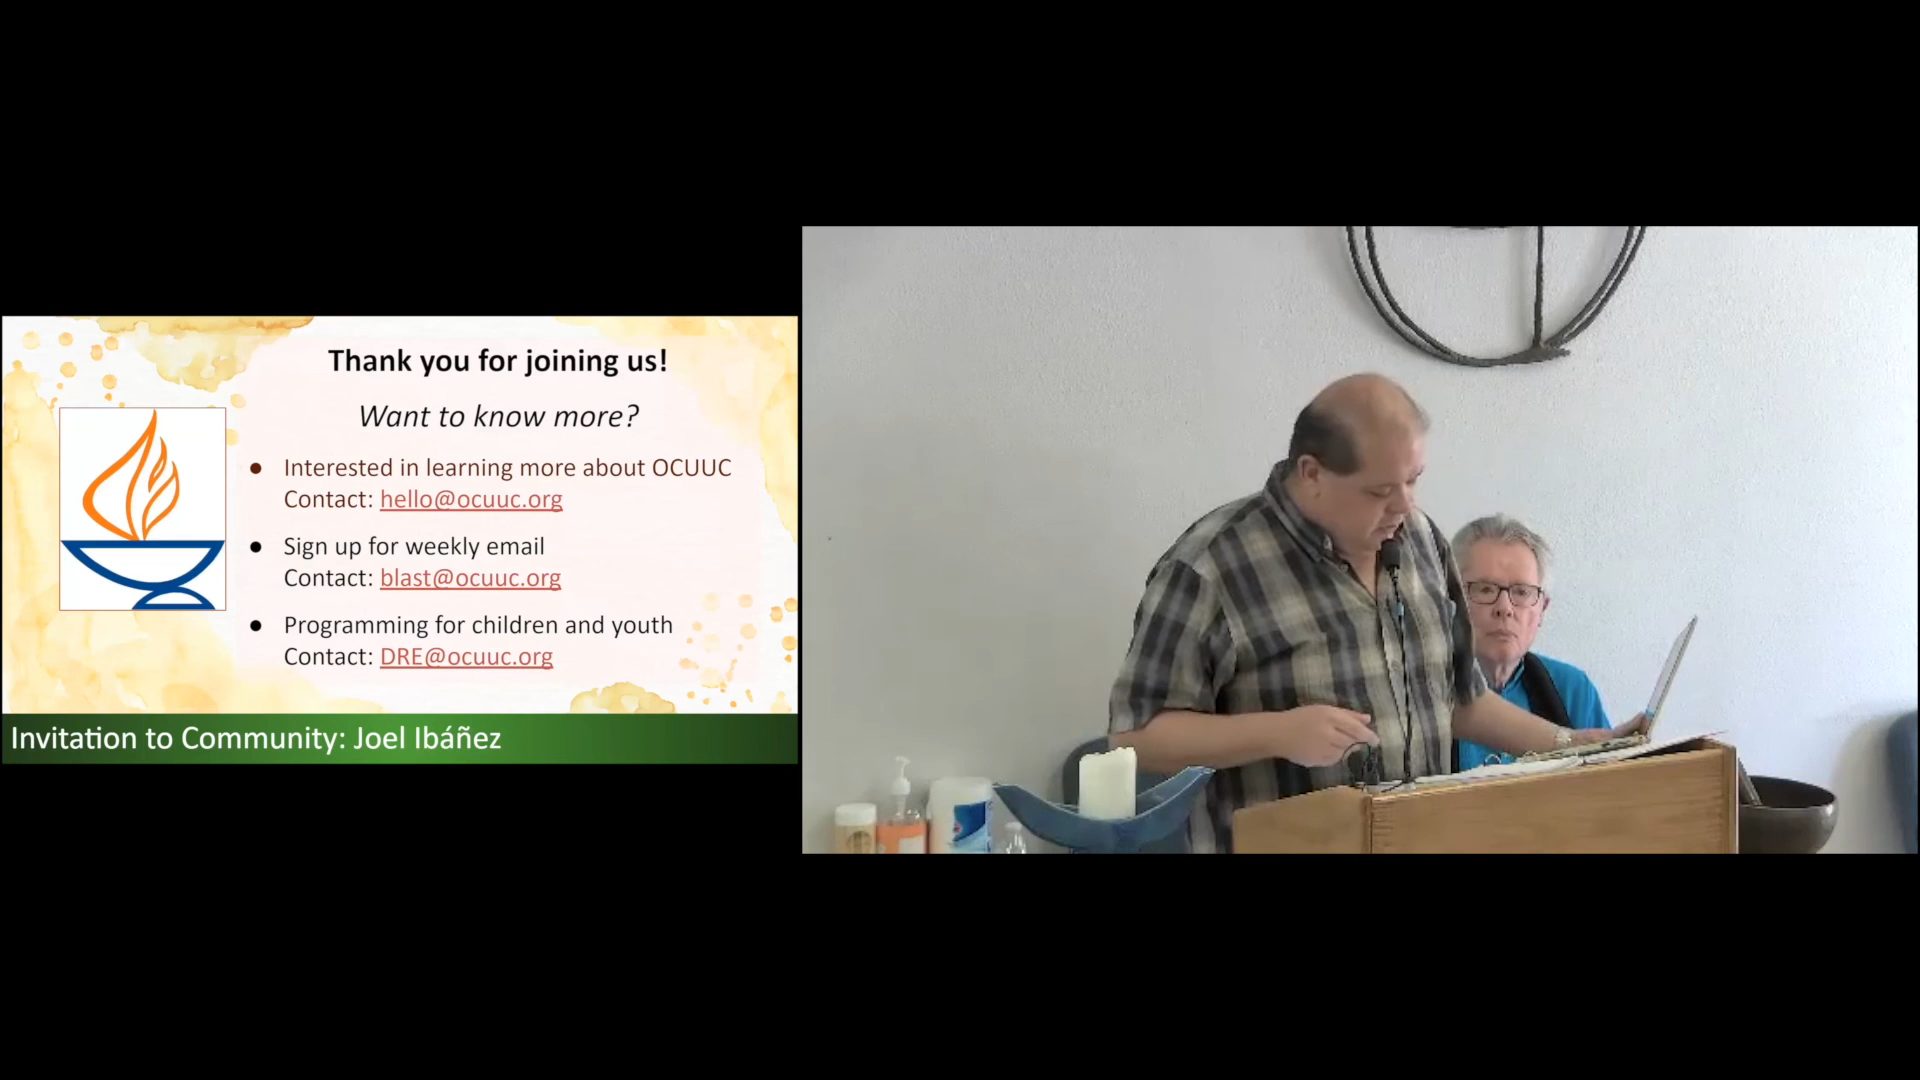 Thank you for joining us!
Want to know more?
● Interested in learning more about OCUUC
Contact: hello@ocuuc.org
● Sign up for weekly email
Contact: blast@ocuuc.org
● Programming for children and youth
Contact: DRE@ocuuc.org
Invitation to Community: Joel Ibáñez